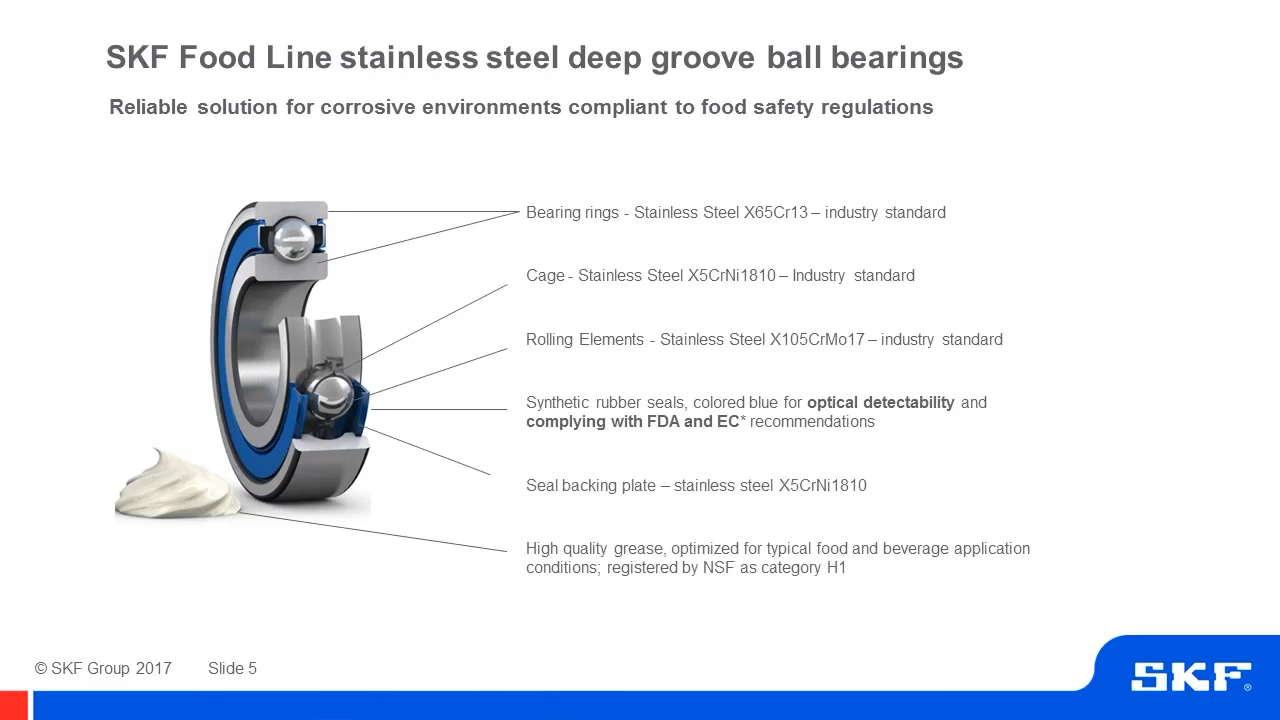 SKF Food Line stainless steel deep groove ball bearings
Reliable solution for corrosive environments compliant to food safety regulations
Bearing rings - Stainless Steel X65Cr13 – industry standard
Cage - Stainless Steel X5CrNi1810 – Industry standard
Rolling Elements - Stainless Steel X105CrMo17 – industry standard
Synthetic rubber seals, colored blue for optical detectability and
complying with FDA and EC* recommendations
Seal backing plate – stainless steel X5CrNi1810
High quality grease, optimized for typical food and beverage application
conditions; registered by NSF as category H1
© SKF Group 2017 Slide 5
SKF®